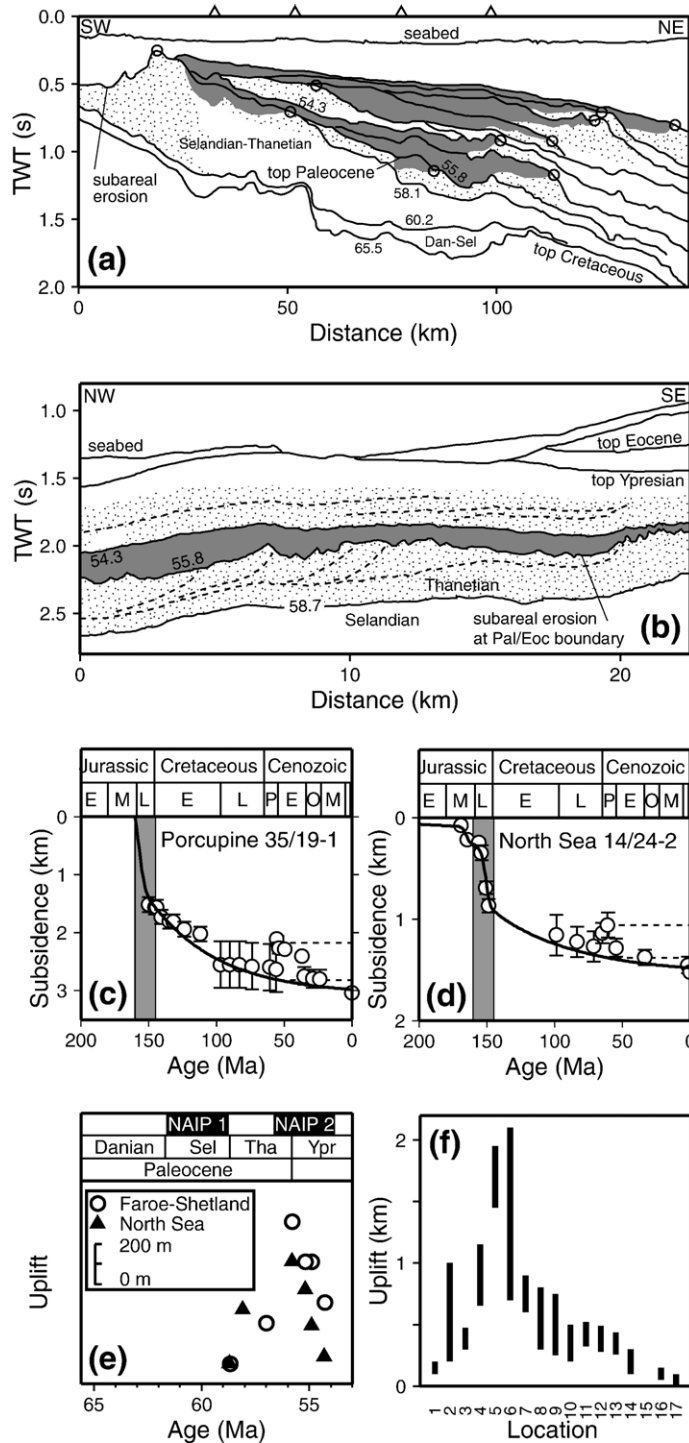 SW
NE
seabed
0.0
0.5
1.0
1.5
2.0
TWT (s)
54.3
Selandian-Thanetian
subareal
erosion
top Paleocene
55.8
58.1
60.2
65.5
Dan-Sel
top Cretaceous
(a)
0
50
100
Distance (km)
NW
SE
1.0
1.5
2.0
2.5
TWT (s)
seabed
top Eocene
top Ypresian
54.3
55.8
58.7
Thanetian
Selandian
subareal erosion
at Pal/Eoc boundary
(b)
0
10
20
Distance (km)
Jurassic
Cretaceous
Cenozoic
E
M
L
E
L
P
E
O
M
Porcupine 35/19-1
0
1
2
3
Subsidence (km)
(c)
200
150
100
50
0
Age (Ma)
Jurassic
Cretaceous
Cenozoic
E
M
L
E
L
P
E
O
M
North Sea 14/24-2
0
1
2
Subsidence (km)
(d)
200
150
100
50
0
Age (Ma)
NAIP 1
NAIP 2
Danian
Sel
Tha
Ypr
Paleocene
Faroe-Shetland
North Sea
200 m
0 m
Uplift
(e)
65
60
55
Age (Ma)
(f)
2
1
0
Uplift (km)
1
2
3
4
5
6
7
8
9
10
11
12
13
14
15
16
17
Location